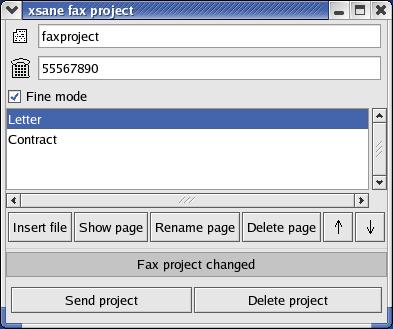 xsane fax project
faxproject
55567890
Fine mode
Letter
Contract
Insert file Show page Rename page Delete page
Fax project changed
Send project Delete project